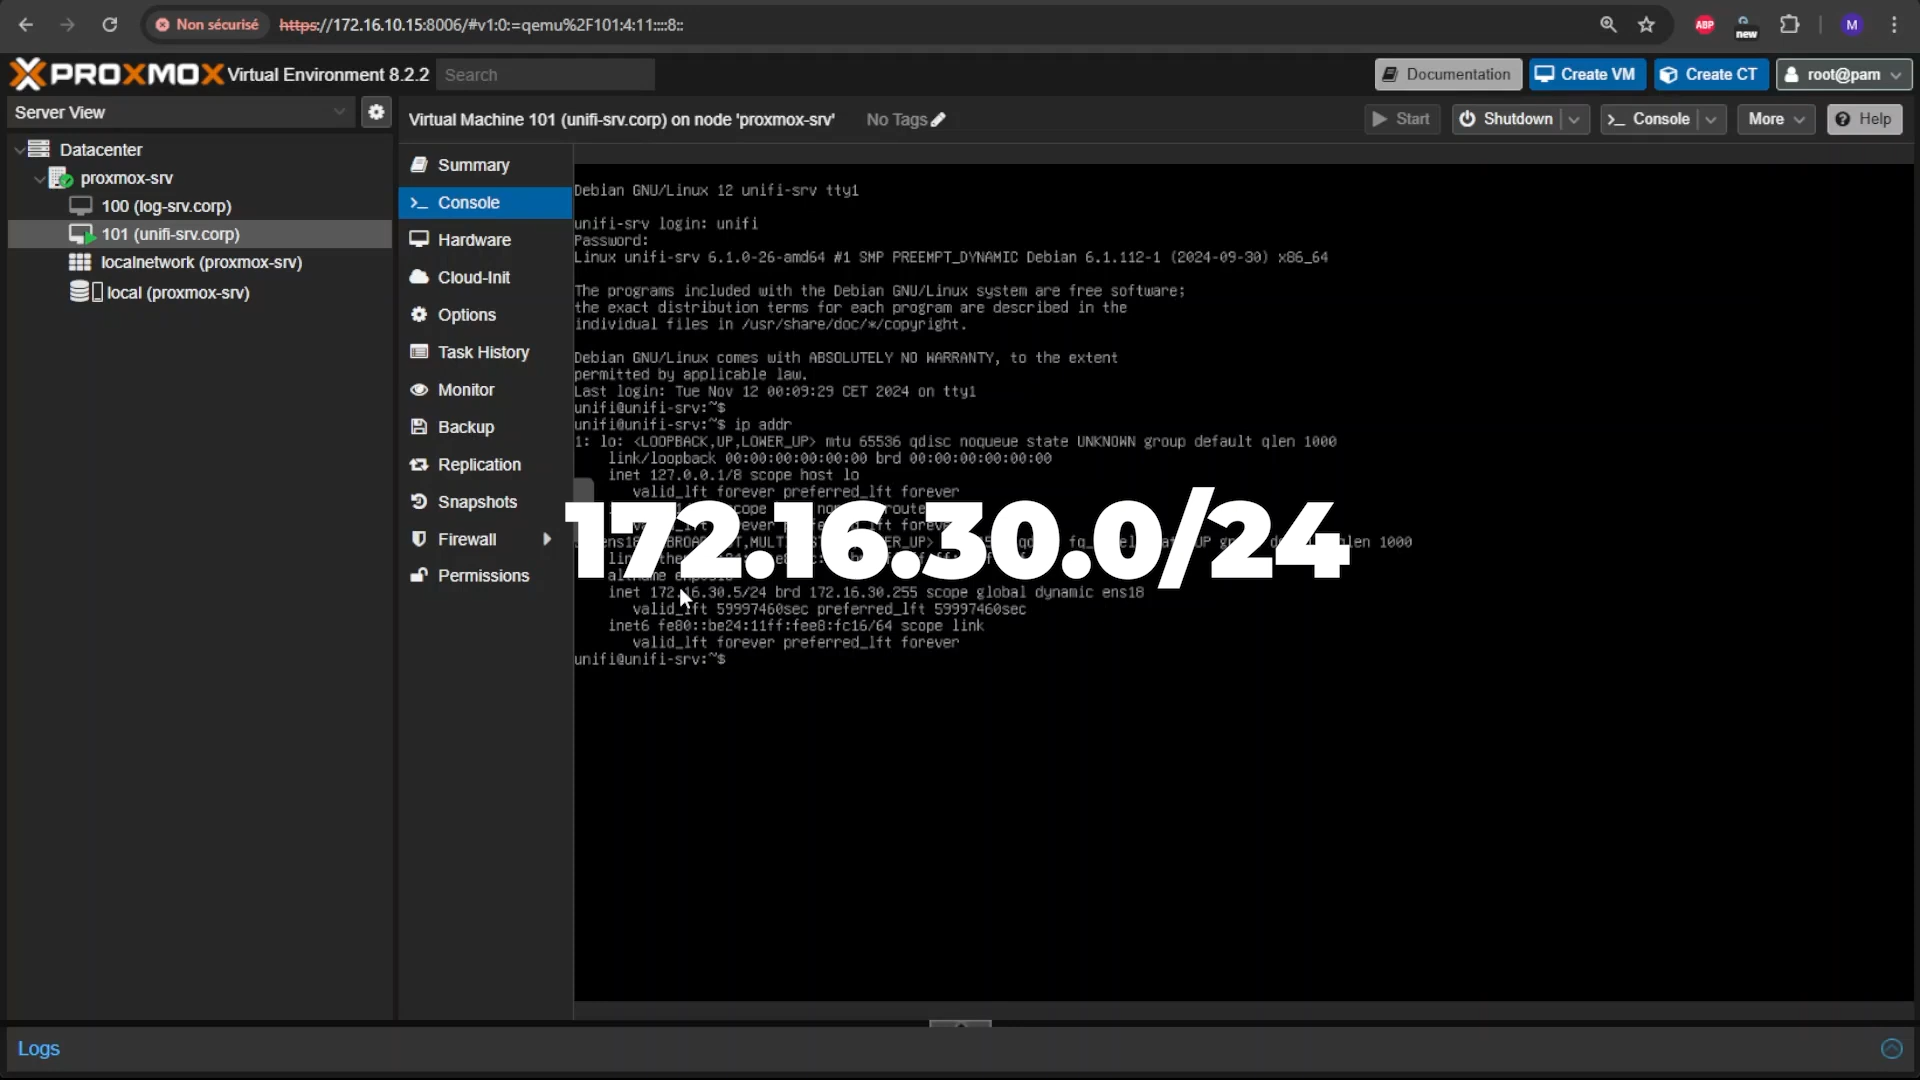 Non sécurisé https://172.16.10.15:8006/#v1:0:=qemu%2F101:4:11::::8::
ABP new M
PROXMOX Virtual Environment 8.2.2 Search Documentation Create VM Create CT root@pam
Server View
Virtual Machine 101 (unifi-srv.corp) on node 'proxmox-srv' No Tags Start Shutdown Console More Help
Datacenter
proxmox-srv
100 (log-srv.corp)
101 (unifi-srv.corp)
localnetwork (proxmox-srv)
local (proxmox-srv)
Summary
Console
Hardware
Cloud-Init
Options
Task History
Monitor
Backup
Replication
Snapshots
Firewall
Permissions
Debian GNU/Linux 12 unifi-srv tty1
unifi-srv login: unifi
Password:
Linux unifi-srv 6.1.0-26-amd64 #1 SMP PREEMPT_DYNAMIC Debian 6.1.112-1 (2024-09-30) x86_64
The programs included with the Debian GNU/Linux system are free software;
the exact distribution terms for each program are described in the
individual files in /usr/share/doc/*/copyright.
Debian GNU/Linux comes with ABSOLUTELY NO WARRANTY, to the extent
permitted by applicable law.
Last login: Tue Nov 12 00:09:29 CET 2024 on tty1
unifi@unifi-srv:~$
unifi@unifi-srv:~$ ip addr
1: lo: <LOOPBACK,UP,LOWER_UP> mtu 65536 qdisc noqueue state UNKNOWN group default qlen 1000
link/loopback 00:00:00:00:00:00 brd 00:00:00:00:00:00
inet 127.0.0.1/8 scope host lo
valid_lft forever preferred_lft forever
172.16.30.0/24
qlen 1000
inet 172.16.30.5/24 brd 172.16.30.255 scope global dynamic ens18
valid_lft 59997460sec preferred_lft 59997460sec
inet6 fe80::be24:11ff:fee8:fc16/64 scope link
valid_lft forever preferred_lft forever
unifi@unifi-srv:~$
Logs